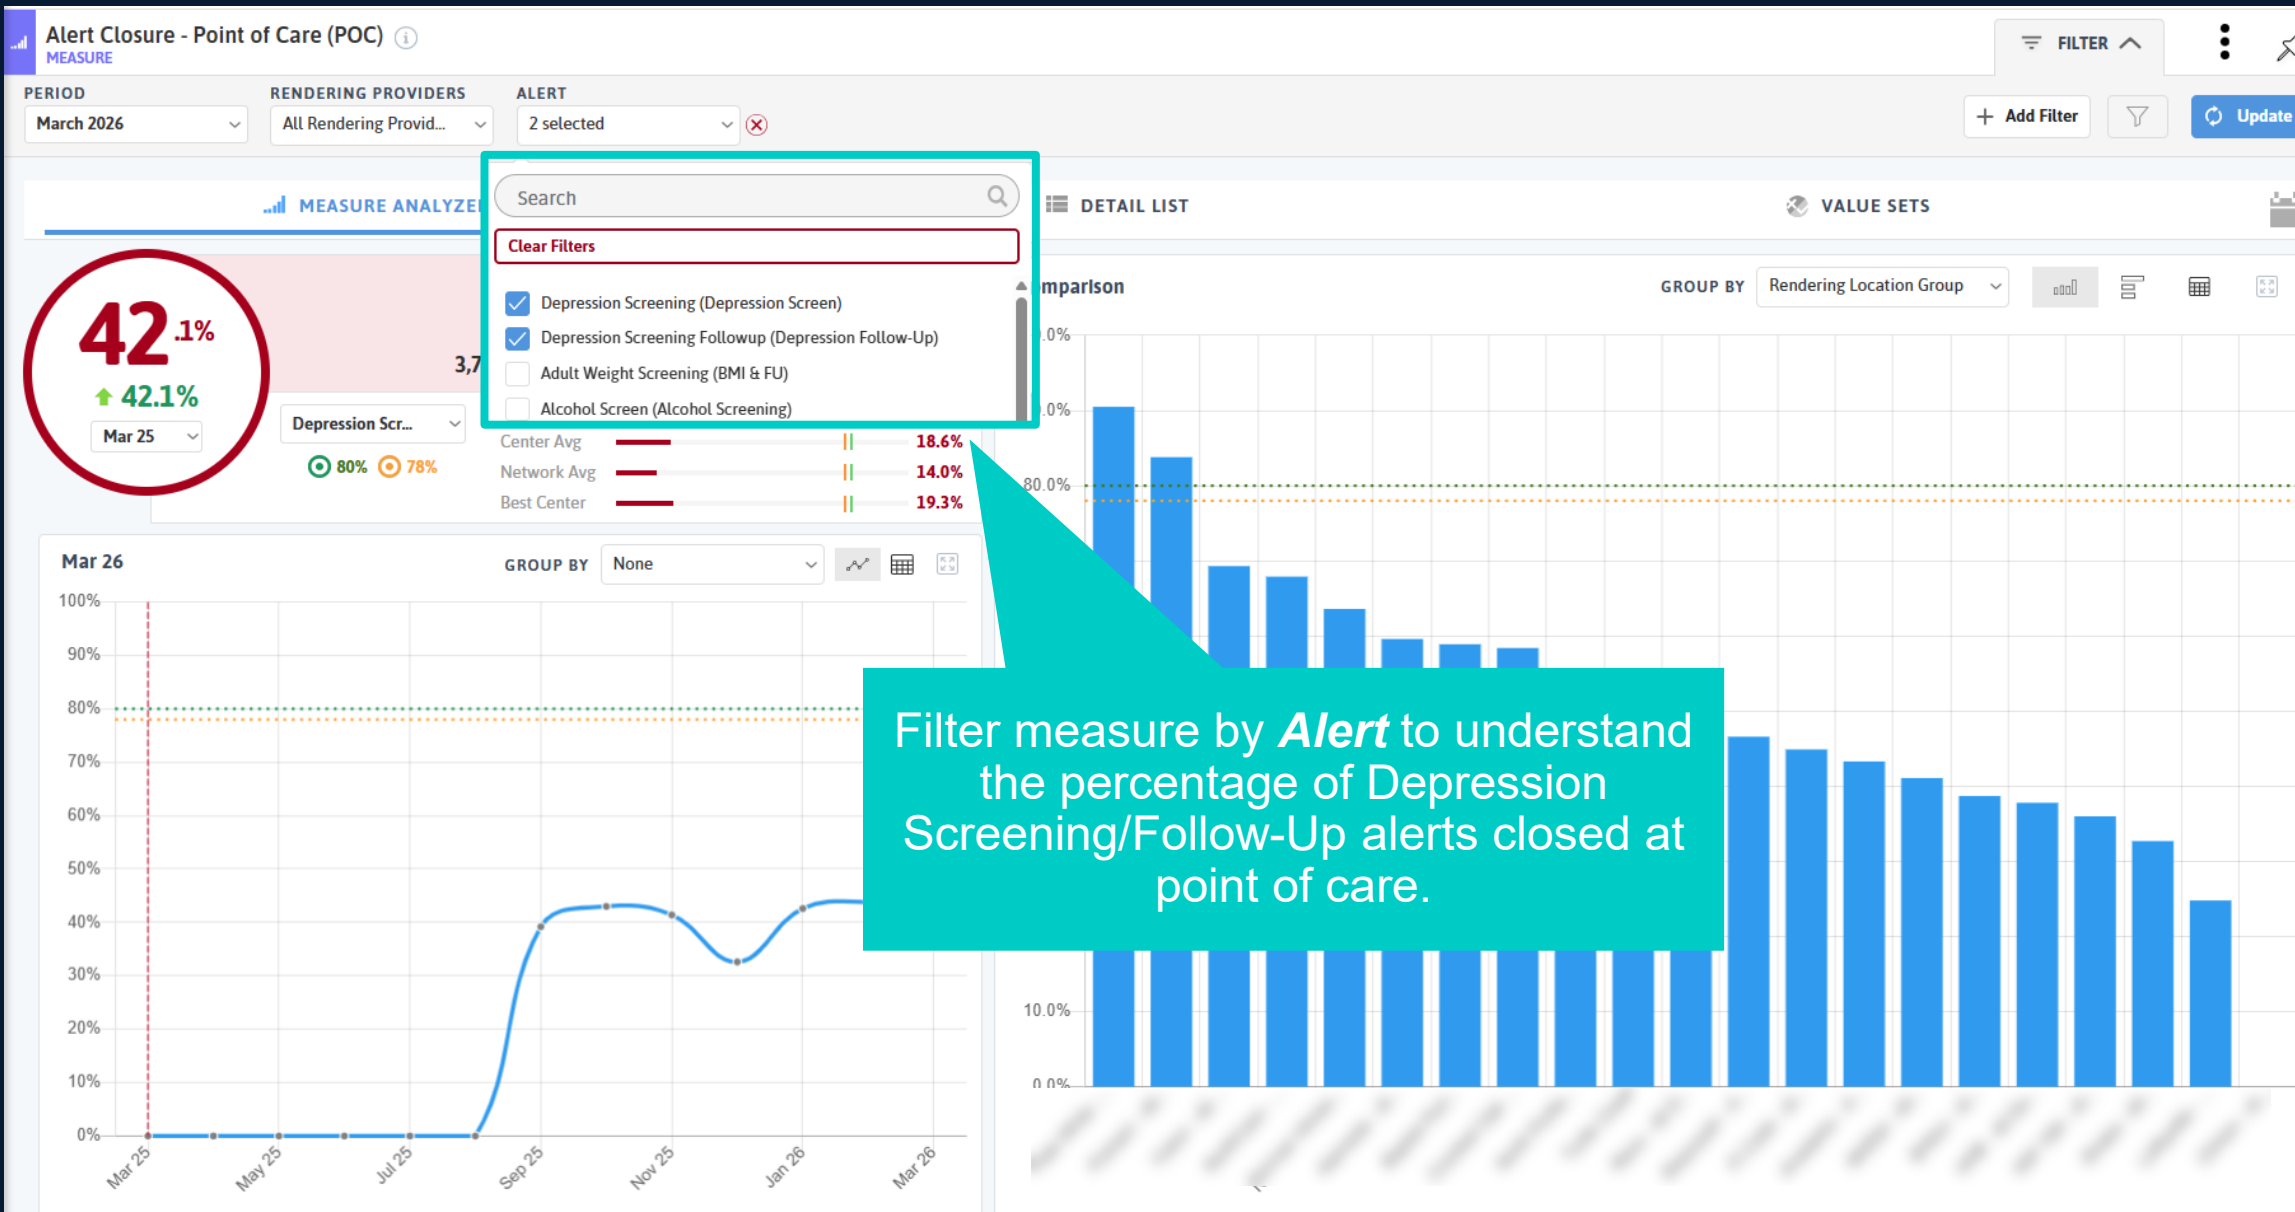 Alert Closure - Point of Care (POC)
MEASURE
FILTER
PERIOD
RENDERING PROVIDERS
ALERT
March 2026
All Rendering Provid...
2 selected
Add Filter
Update
MEASURE ANALYZE
DETAIL LIST
VALUE SETS
Search
Clear Filters
Depression Screening (Depression Screen)
Depression Screening Followup (Depression Follow-Up)
Adult Weight Screening (BMI & FU)
Alcohol Screen (Alcohol Screening)
42.1%
42.1%
Mar 25
3,7
Depression Scr...
80% 78%
Center Avg 18.6%
Network Avg 14.0%
Best Center 19.3%
mparison
GROUP BY Rendering Location Group
80.0%
10.0%
0.0%
Mar 26
GROUP BY None
100%
90%
80%
70%
60%
50%
40%
30%
20%
10%
0%
Mar 25
May 25
Jul 25
Sep 25
Nov 25
Jan 26
Mar 26
Filter measure by Alert to understand
the percentage of Depression
Screening/Follow-Up alerts closed at
point of care.